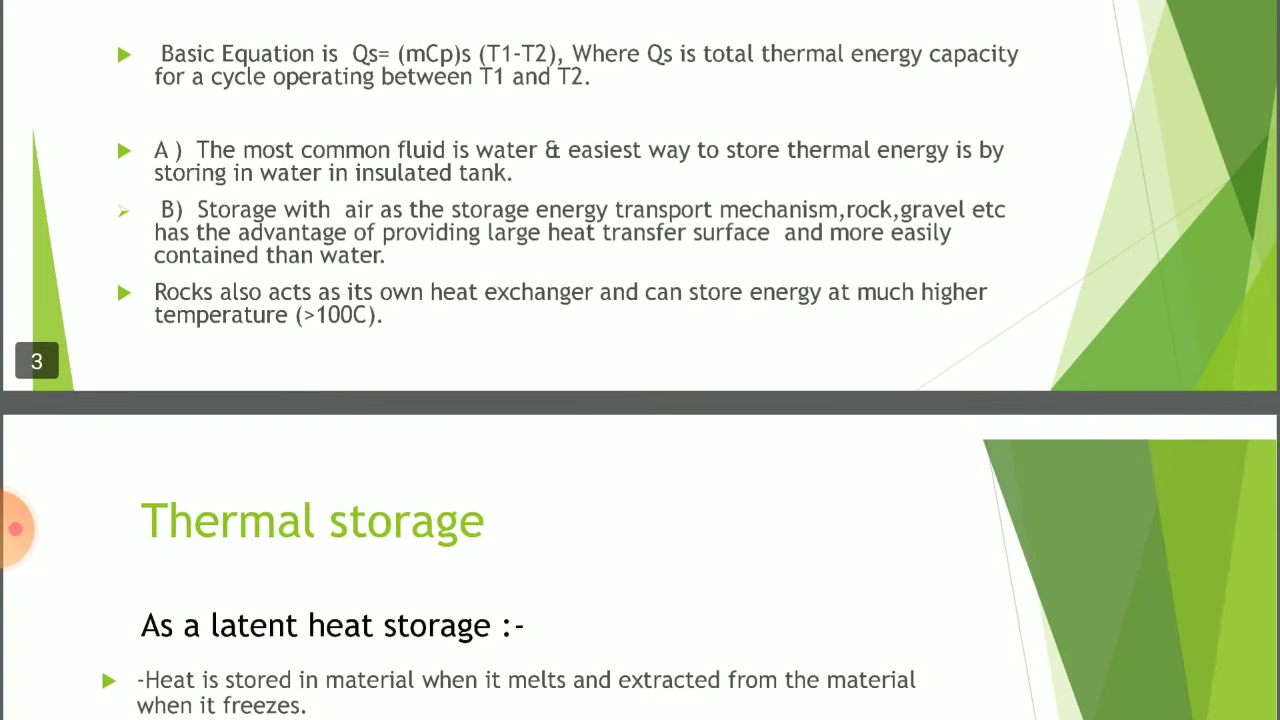 Basic Equation is Qs= (mCp)s (T1-T2), Where Qs is total thermal energy capacity
for a cycle operating between T1 and T2.
A ) The most common fluid is water & easiest way to store thermal energy is by
storing in water in insulated tank.
B) Storage with air as the storage energy transport mechanism,rock,gravel etc
has the advantage of providing large heat transfer surface and more easily
contained than water.
Rocks also acts as its own heat exchanger and can store energy at much higher
temperature (>100C).
3
Thermal storage
As a latent heat storage :-
-Heat is stored in material when it melts and extracted from the material
when it freezes.